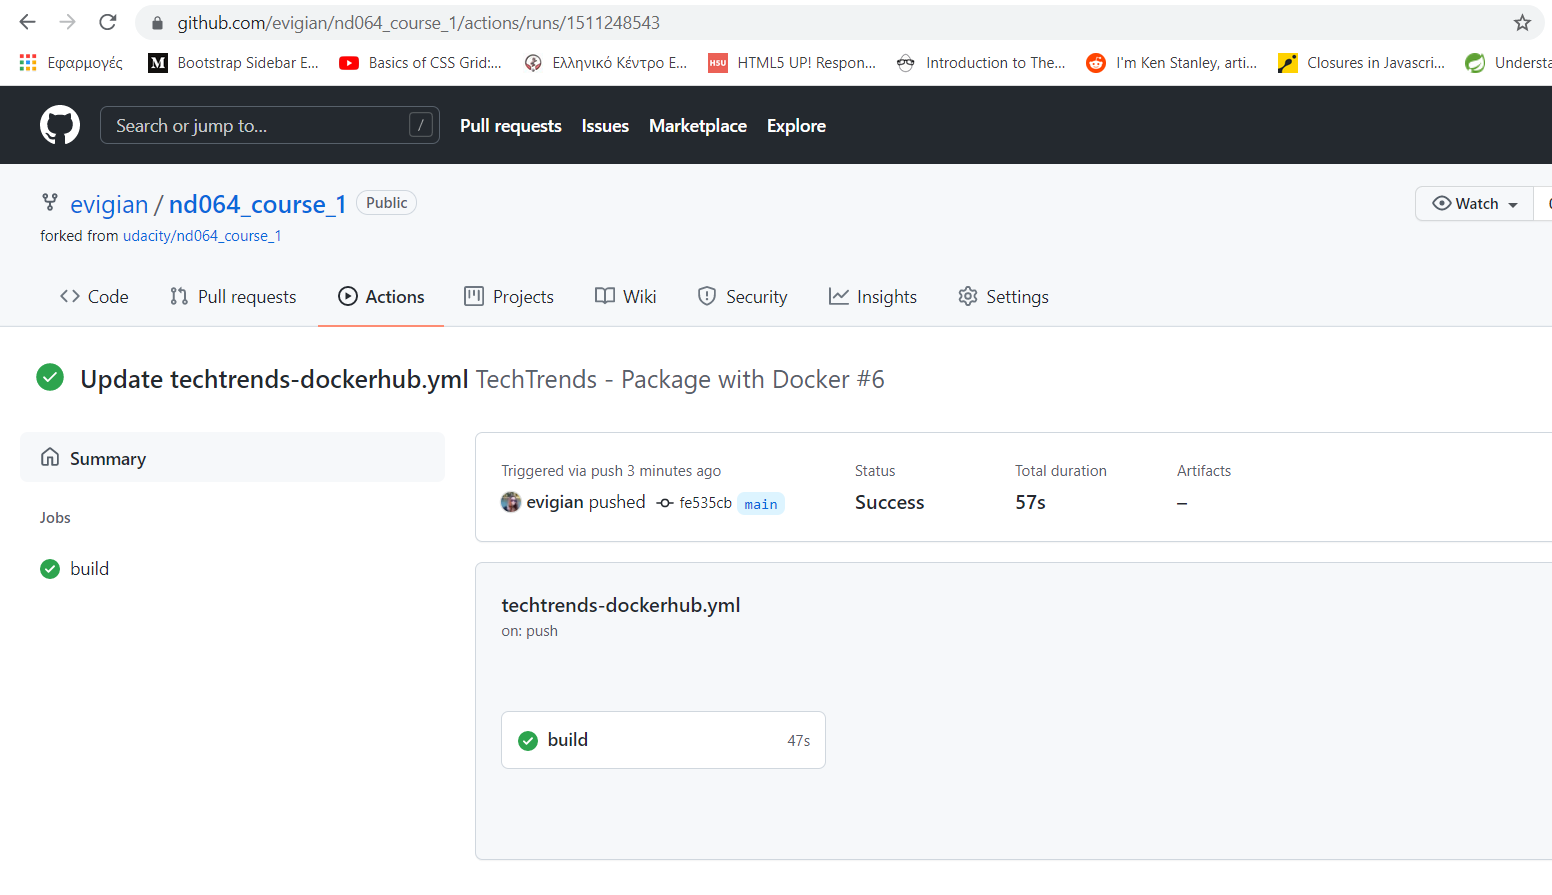 github.com/evigian/nd064_course_1/actions/runs/1511248543
Εφαρμογές M Bootstrap Sidebar E... Basics of CSS Grid:... Ελληνικό Κέντρο Ε... HSU HTML5 UP! Respon... Introduction to The... I'm Ken Stanley, arti... Closures in Javascri... Understa
Search or jump to... / Pull requests Issues Marketplace Explore
evigian / nd064_course_1 Public Watch
forked from udacity/nd064_course_1
Code Pull requests Actions Projects Wiki Security Insights Settings
Update techtrends-dockerhub.yml TechTrends - Package with Docker #6
Summary
Jobs
build
Triggered via push 3 minutes ago Status Total duration Artifacts
evigian pushed fe535cb main Success 57s –
techtrends-dockerhub.yml
on: push
build 47s